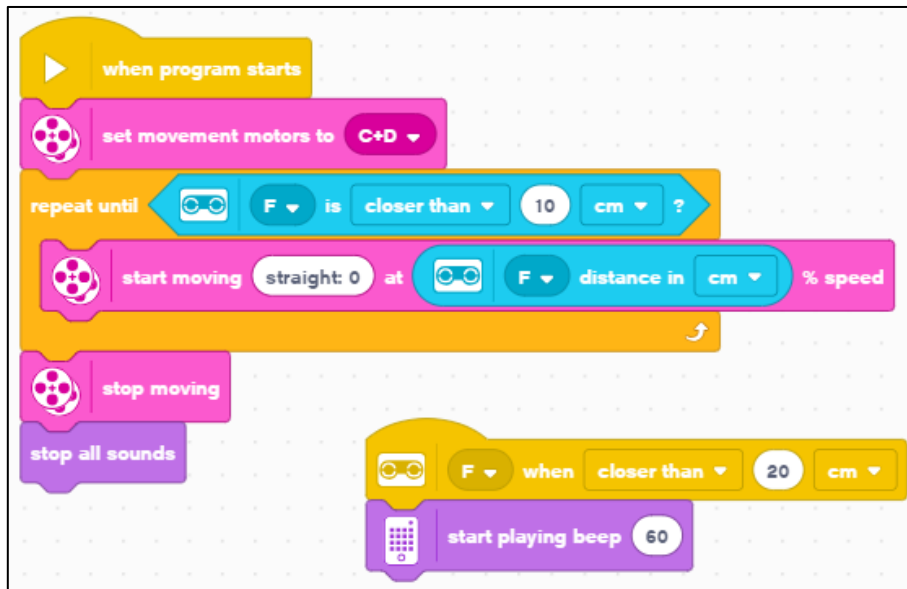 when program starts
set movement motors to C+D
repeat until F is closer than 10 cm ?
start moving straight: 0 at F distance in cm % speed
stop moving
stop all sounds
F when closer than 20 cm
start playing beep 60